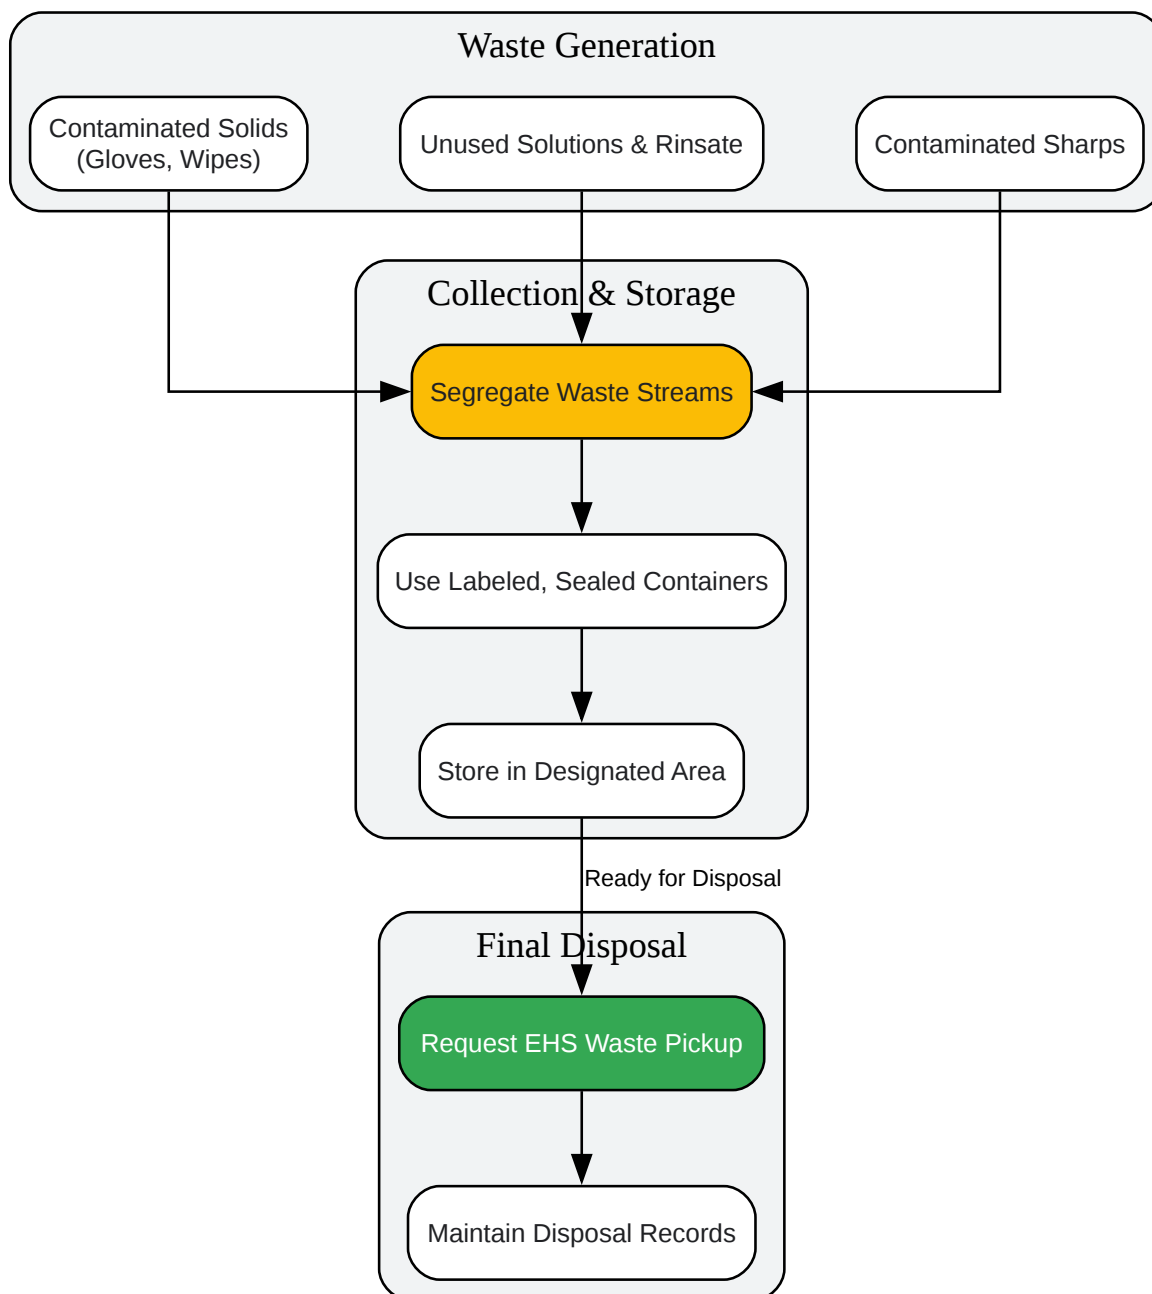 Waste Generation
Contaminated Solids
(Gloves, Wipes)
Unused Solutions & Rinsate
Contaminated Sharps
Collection & Storage
Segregate Waste Streams
Use Labeled, Sealed Containers
Store in Designated Area
Ready for Disposal
Final Disposal
Request EHS Waste Pickup
Maintain Disposal Records